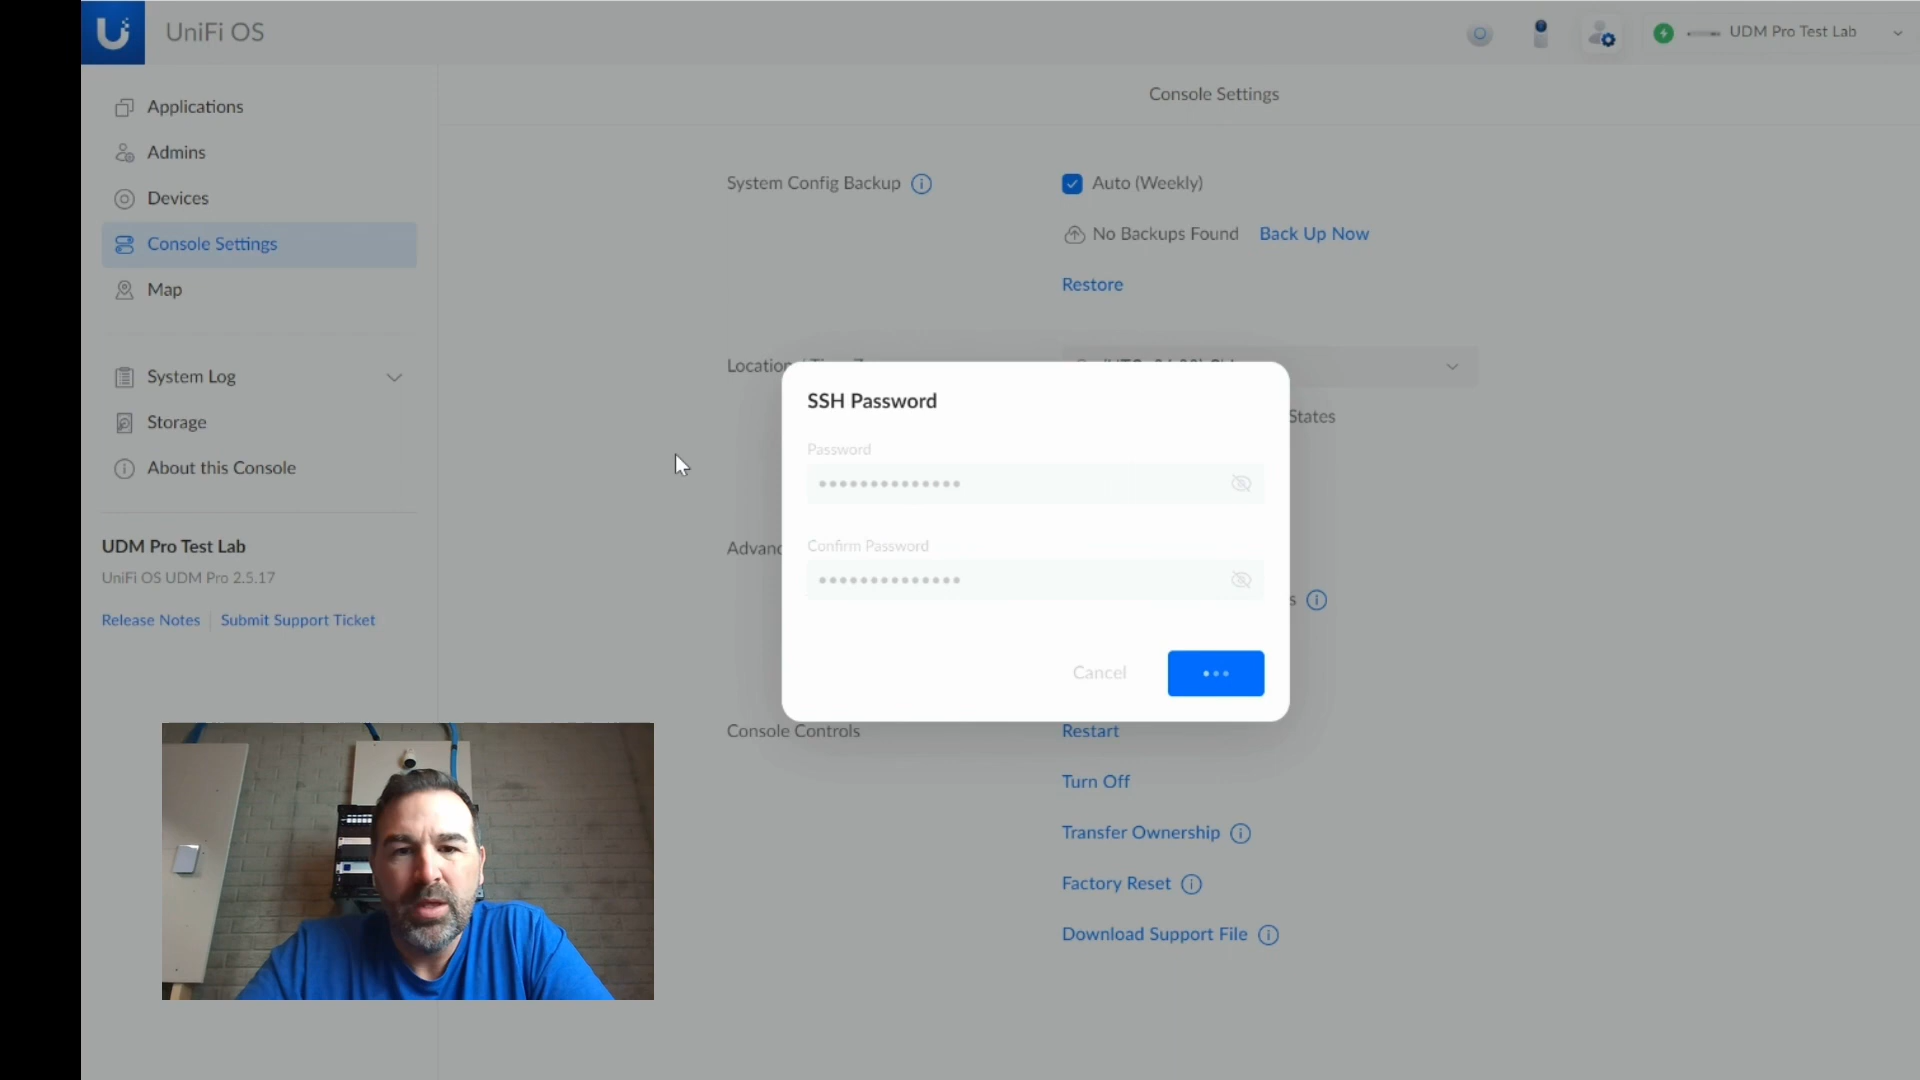 UniFi OS
UDM Pro Test Lab
Applications
Admins
Devices
Console Settings
Map
System Log
Storage
About this Console
UDM Pro Test Lab
UniFi OS UDM Pro 2.5.17
Release Notes
Submit Support Ticket
Console Settings
System Config Backup
Auto (Weekly)
No Backups Found
Back Up Now
Restore
Location
States
SSH Password
Password
••••••••••••••
Confirm Password
••••••••••••••
Cancel
Console Controls
Restart
Turn Off
Transfer Ownership
Factory Reset
Download Support File